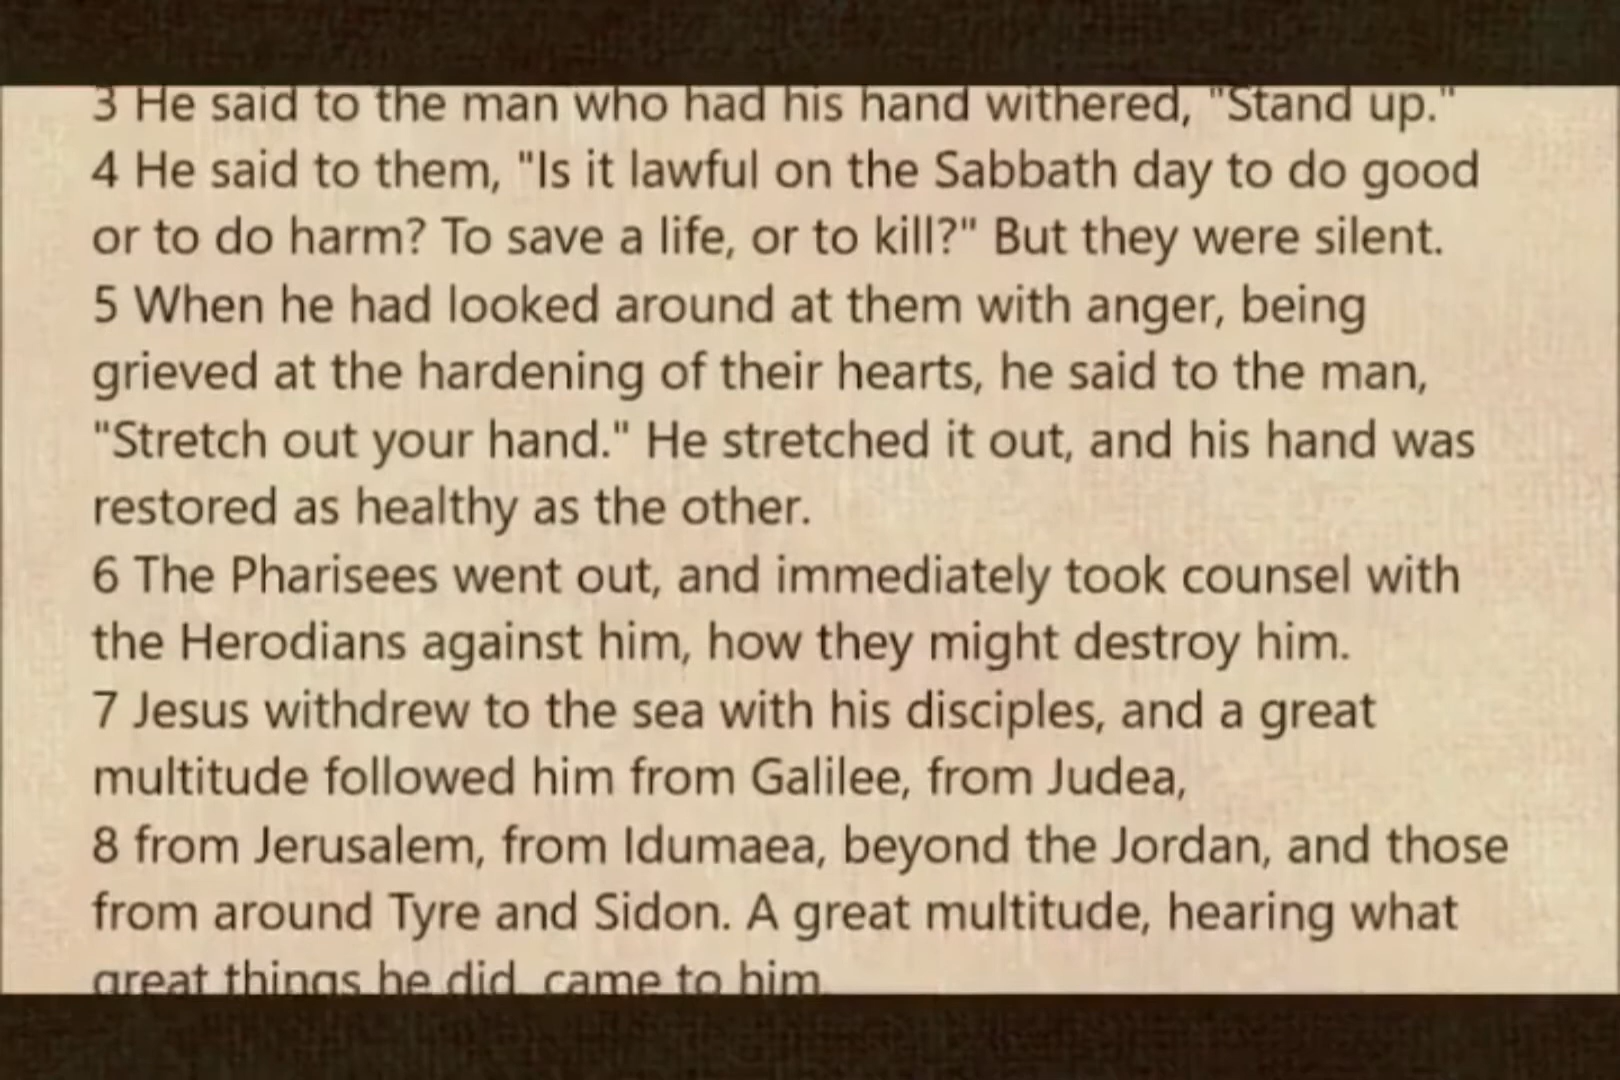 3 He said to the man who had his hand withered, "Stand up."
4 He said to them, "Is it lawful on the Sabbath day to do good
or to do harm? To save a life, or to kill?" But they were silent.
5 When he had looked around at them with anger, being
grieved at the hardening of their hearts, he said to the man,
"Stretch out your hand." He stretched it out, and his hand was
restored as healthy as the other.
6 The Pharisees went out, and immediately took counsel with
the Herodians against him, how they might destroy him.
7 Jesus withdrew to the sea with his disciples, and a great
multitude followed him from Galilee, from Judea,
8 from Jerusalem, from Idumaea, beyond the Jordan, and those
from around Tyre and Sidon. A great multitude, hearing what
great things he did, came to him.